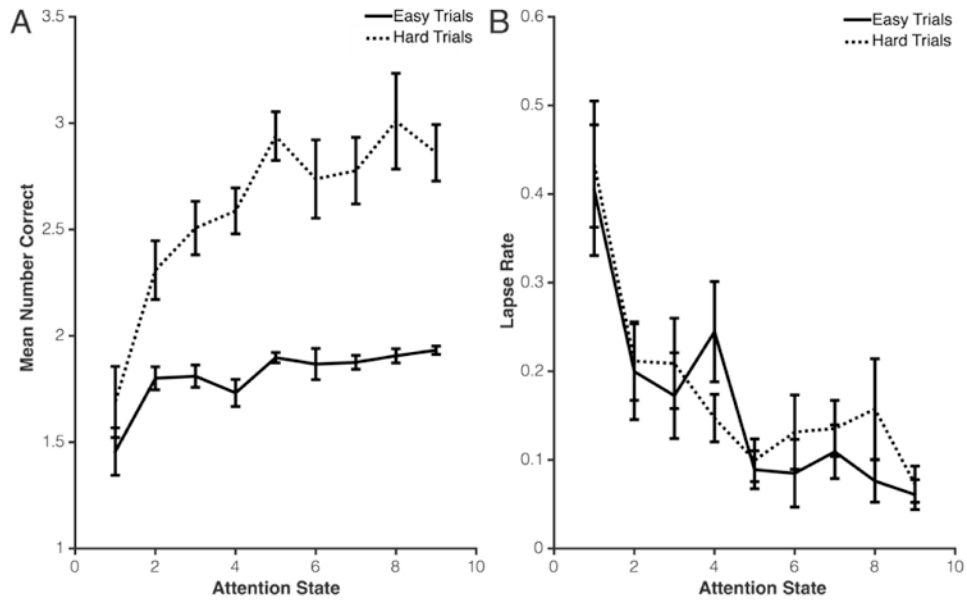 A
Easy Trials
Hard Trials
3.5
3
2.5
2
1.5
1
Mean Number Correct
0 2 4 6 8 10
Attention State
B
Easy Trials
Hard Trials
0.6
0.5
0.4
0.3
0.2
0.1
0
Lapse Rate
0 2 4 6 8 10
Attention State